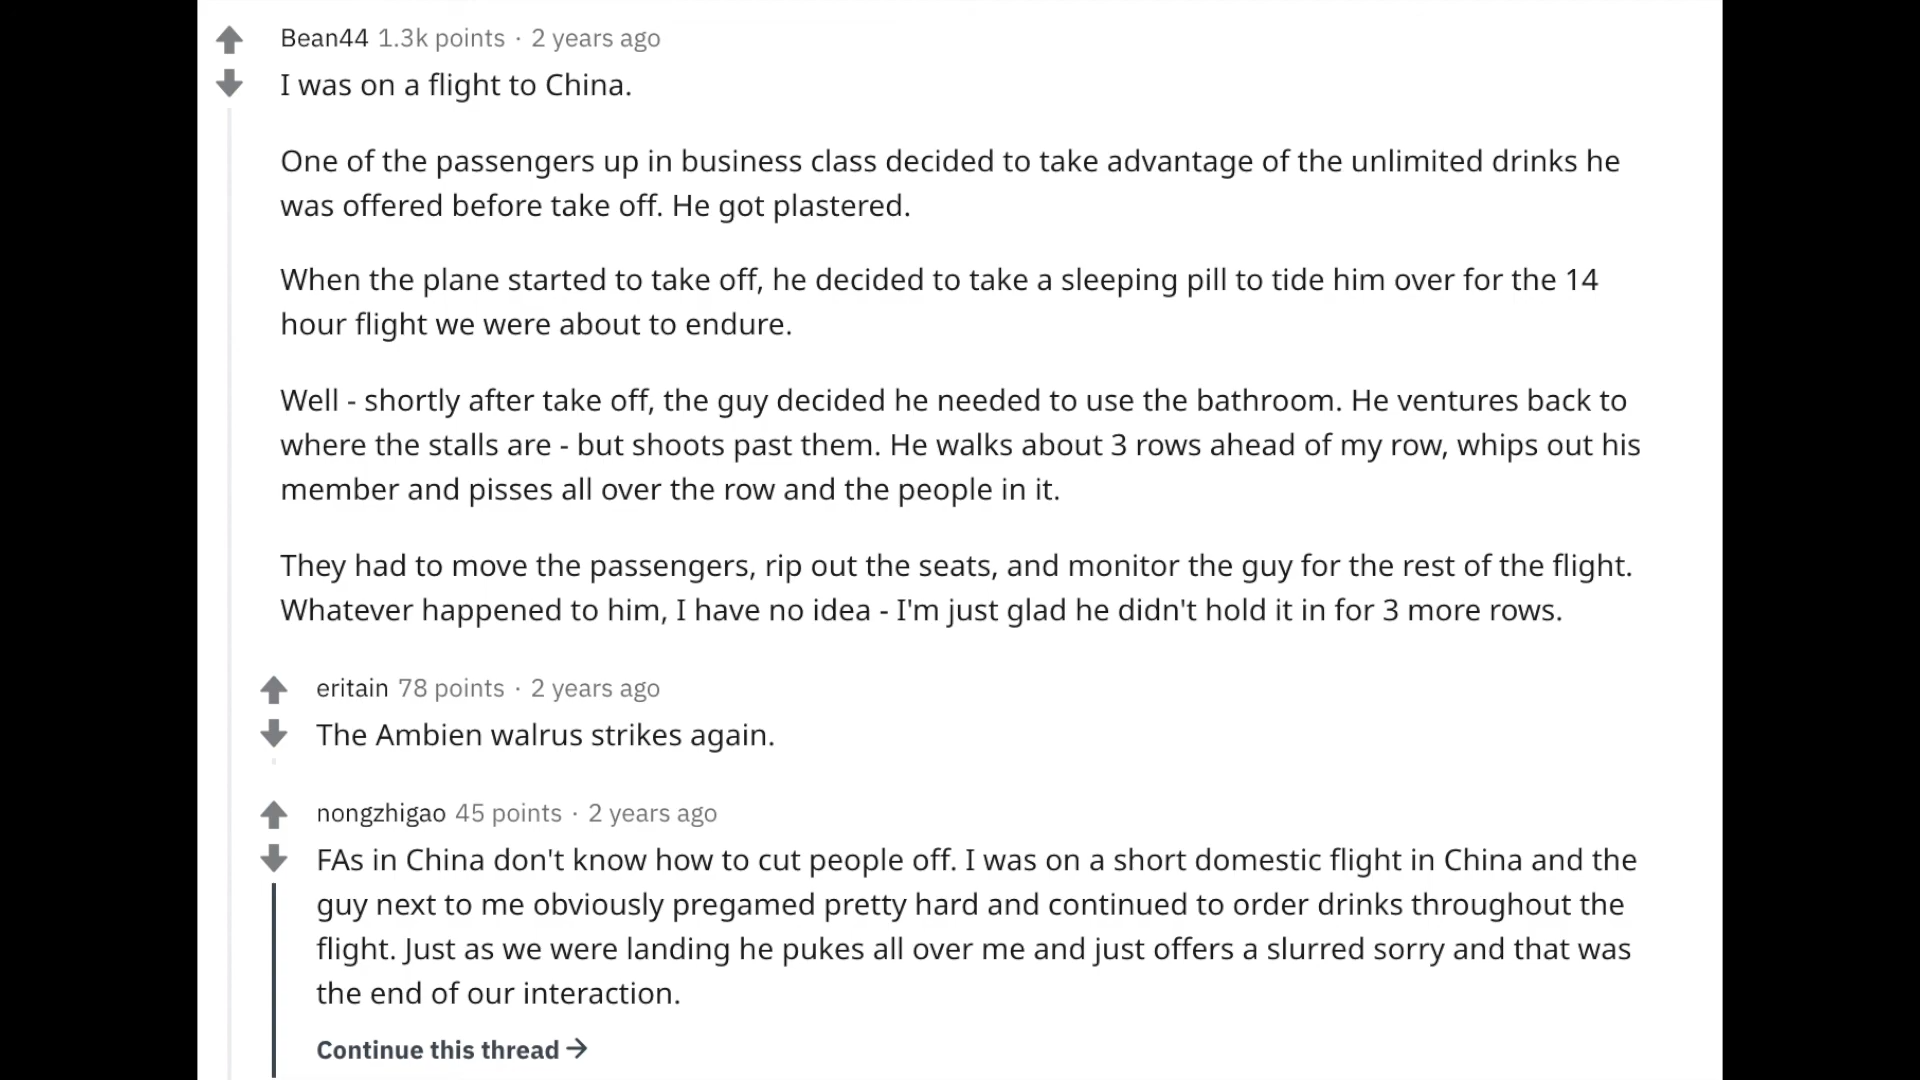 Bean44 1.3k points · 2 years ago
I was on a flight to China.
One of the passengers up in business class decided to take advantage of the unlimited drinks he
was offered before take off. He got plastered.
When the plane started to take off, he decided to take a sleeping pill to tide him over for the 14
hour flight we were about to endure.
Well - shortly after take off, the guy decided he needed to use the bathroom. He ventures back to
where the stalls are - but shoots past them. He walks about 3 rows ahead of my row, whips out his
member and pisses all over the row and the people in it.
They had to move the passengers, rip out the seats, and monitor the guy for the rest of the flight.
Whatever happened to him, I have no idea - I'm just glad he didn't hold it in for 3 more rows.
eritain 78 points · 2 years ago
The Ambien walrus strikes again.
nongzhigao 45 points · 2 years ago
FAs in China don't know how to cut people off. I was on a short domestic flight in China and the
guy next to me obviously pregamed pretty hard and continued to order drinks throughout the
flight. Just as we were landing he pukes all over me and just offers a slurred sorry and that was
the end of our interaction.
Continue this thread →